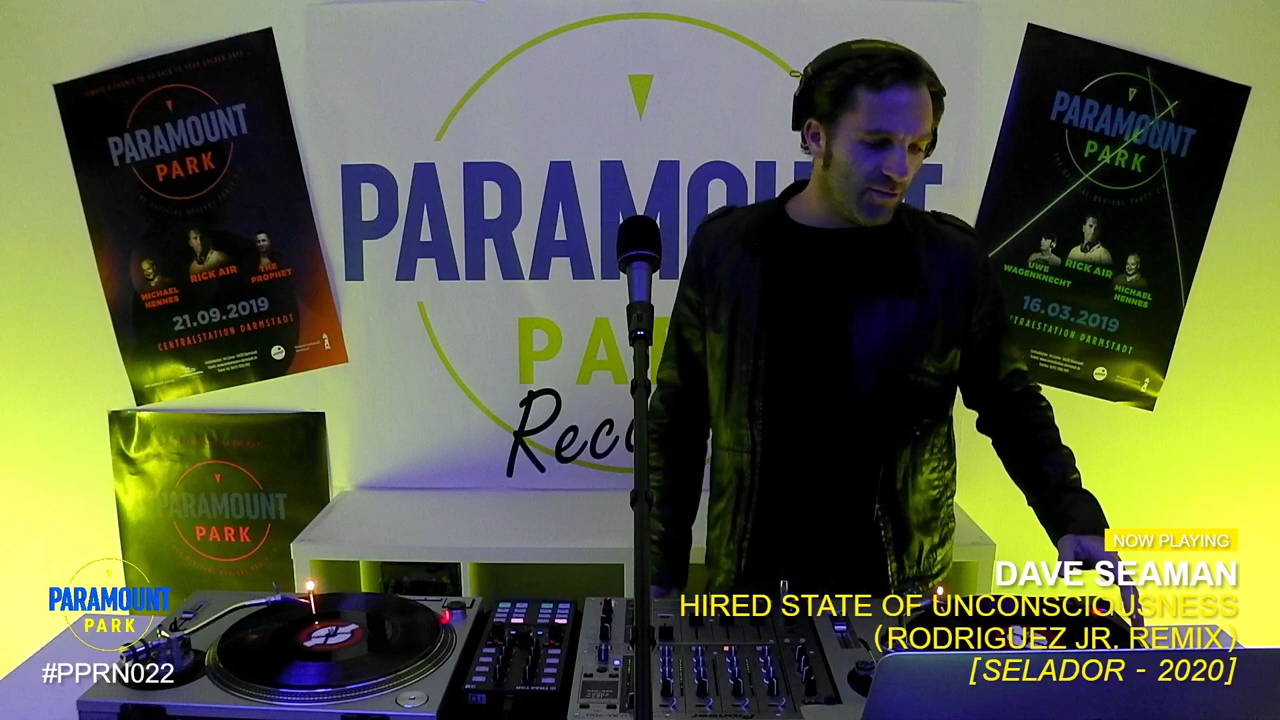 PARAMOUNT
PARK
MICHAEL
HENNES
RICK AIR
THE
PROPHET
21.09.2019
CENTRALSTATION DARMSTADT
PARAMOUNT
PARK
PARAMOUNT
PARK
UWE
WAGENKNECHT
RICK AIR
MICHAEL
HENNES
16.03.2019
CENTRALSTATION DARMSTADT
PARAMOUNT
PARK
PARAMOUNT
PARK
#PPRN022
TRAKTOR
Pioneer
NOW PLAYING
DAVE SEAMAN
HIRED STATE OF UNCONSCIOUSNESS
(RODRIGUEZ JR. REMIX)
[SELADOR - 2020]